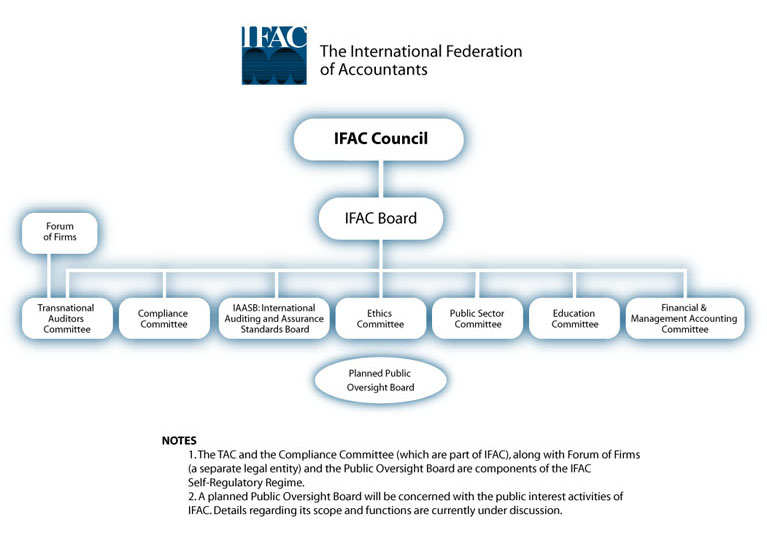 IFAC
The International Federation
of Accountants
IFAC Council
IFAC Board
Forum
of Firms
Transnational
Auditors
Committee
Compliance
Committee
IAASB: International
Auditing and Assurance
Standards Board
Ethics
Committee
Public Sector
Committee
Education
Committee
Financial &
Management Accounting
Committee
Planned Public
Oversight Board
NOTES
1. The TAC and the Compliance Committee (which are part of IFAC), along with Forum of Firms
(a separate legal entity) and the Public Oversight Board are components of the IFAC
Self-Regulatory Regime.
2. A planned Public Oversight Board will be concerned with the public interest activities of
IFAC. Details regarding its scope and functions are currently under discussion.